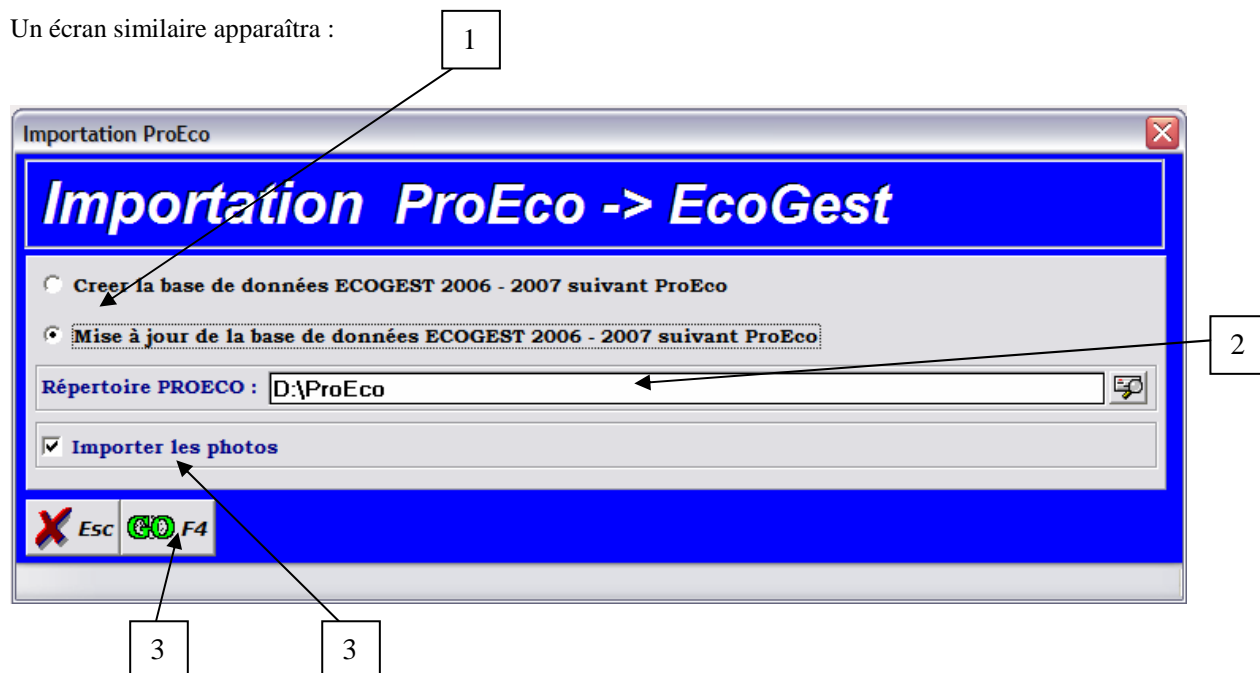 Un écran similaire apparaîtra :
1
Importation ProEco
Importation ProEco -> EcoGest
Creer la base de données ECOGEST 2006 - 2007 suivant ProEco
Mise à jour de la base de données ECOGEST 2006 - 2007 suivant ProEco
2
Répertoire PROECO : D:\ProEco
Importer les photos
Esc GO F4
3 3